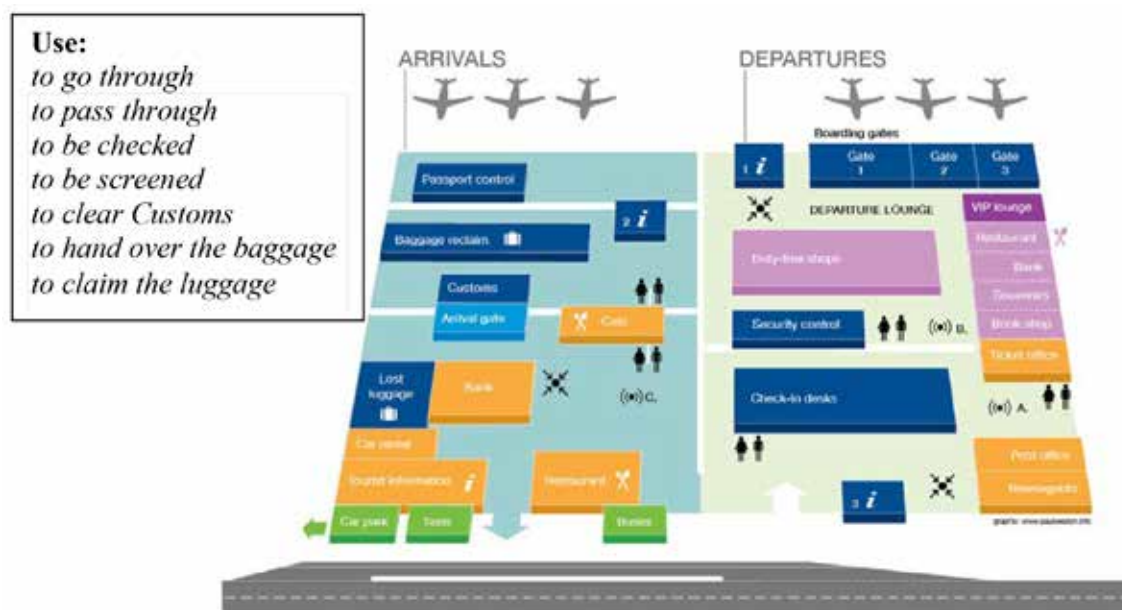 Use:
to go through
to pass through
to be checked
to be screened
to clear Customs
to hand over the baggage
to claim the luggage
ARRIVALS
DEPARTURES
Boarding gates
Passport control
1 i
Gate
1
Gate
2
Gate
3
2 i
DEPARTURE LOUNGE
VIP lounge
Baggage reclaim
Duty-free shops
Restaurant
Bank
Souvenirs
Customs
Arrival gate
Cafe
Security control
B.
Book shop
Ticket office
Lost
luggage
Bank
C.
Check-in desks
A.
Car rental
Tourist information i
Restaurant
Post office
Newsagents
3 i
Car park
Taxis
Buses